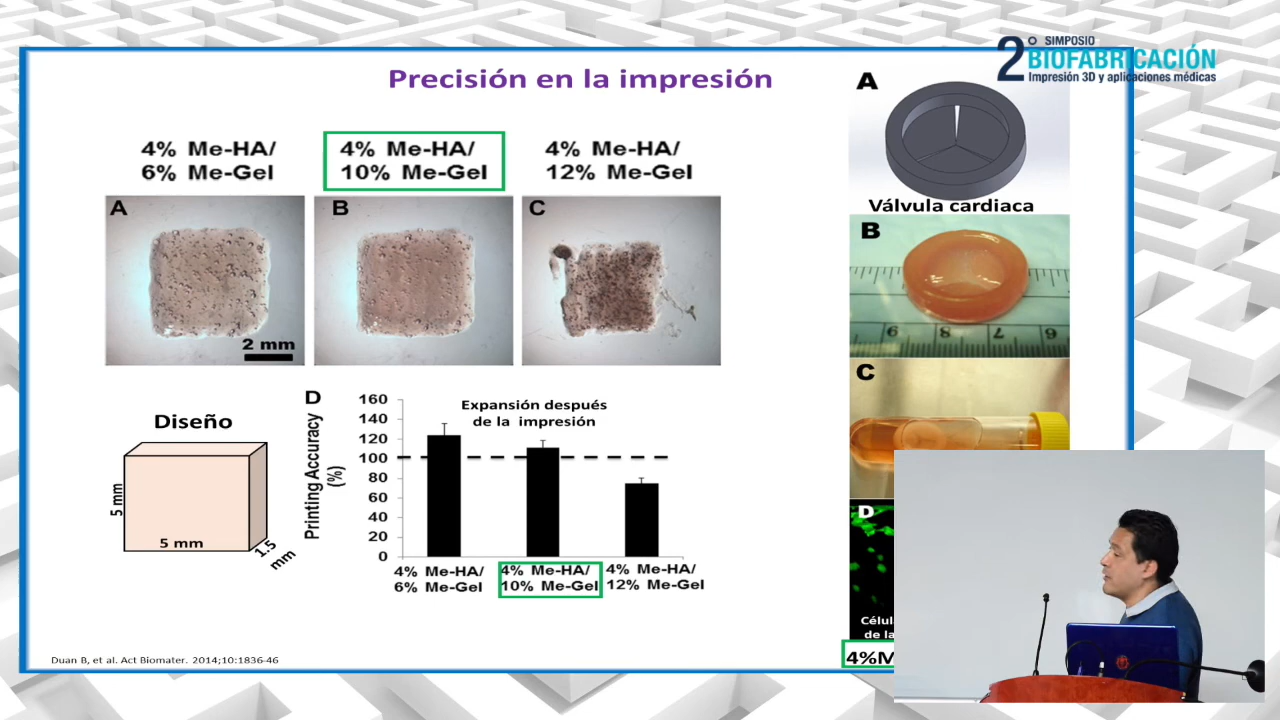 2° SIMPOSIO
BIOFABRICACIÓN
Impresión 3D y aplicaciones médicas
Precisión en la impresión
4% Me-HA/
6% Me-Gel
4% Me-HA/
10% Me-Gel
4% Me-HA/
12% Me-Gel
A
B
C
2 mm
Diseño
5 mm
5 mm
1.5
mm
D
Expansión después
de la impresión
Printing Accuracy
(%)
160
140
120
100
80
60
40
20
0
4% Me-HA/
6% Me-Gel
4% Me-HA/
10% Me-Gel
4% Me-HA/
12% Me-Gel
A
Válvula cardiaca
B
9 8 7 6
C
D
de la
4%M
Duan B, et al. Act Biomater. 2014;10:1836-46